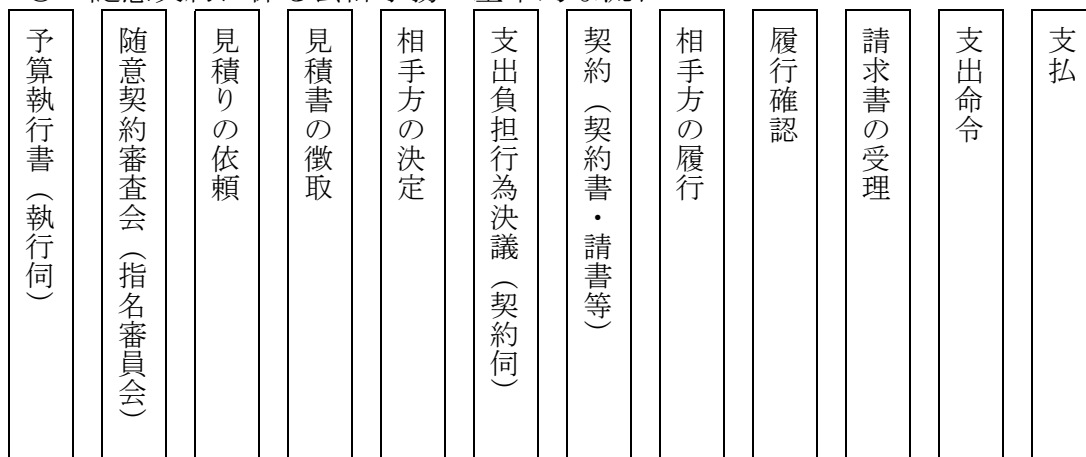 予算執行書（執行伺）
随意契約審査会（指名審員会）
見積りの依頼
見積書の徴取
相手方の決定
支出負担行為決議（契約伺）
契約（契約書・請書等）
相手方の履行
履行確認
請求書の受理
支出命令
支払